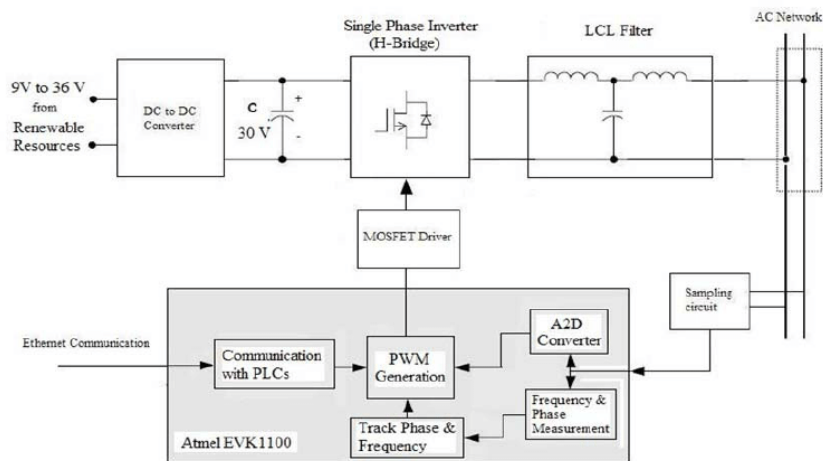 AC Network
Single Phase Inverter
(H-Bridge)
LCL Filter
9V to 36 V
from
Renewable
Resources
DC to DC
Converter
C
30 V
+
-
MOSFET Driver
Sampling
circuit
Ethernet Communication
Communication
with PLCs
PWM
Generation
A2D
Converter
Track Phase &
Frequency
Frequency &
Phase
Measurement
Atmel EVK1100